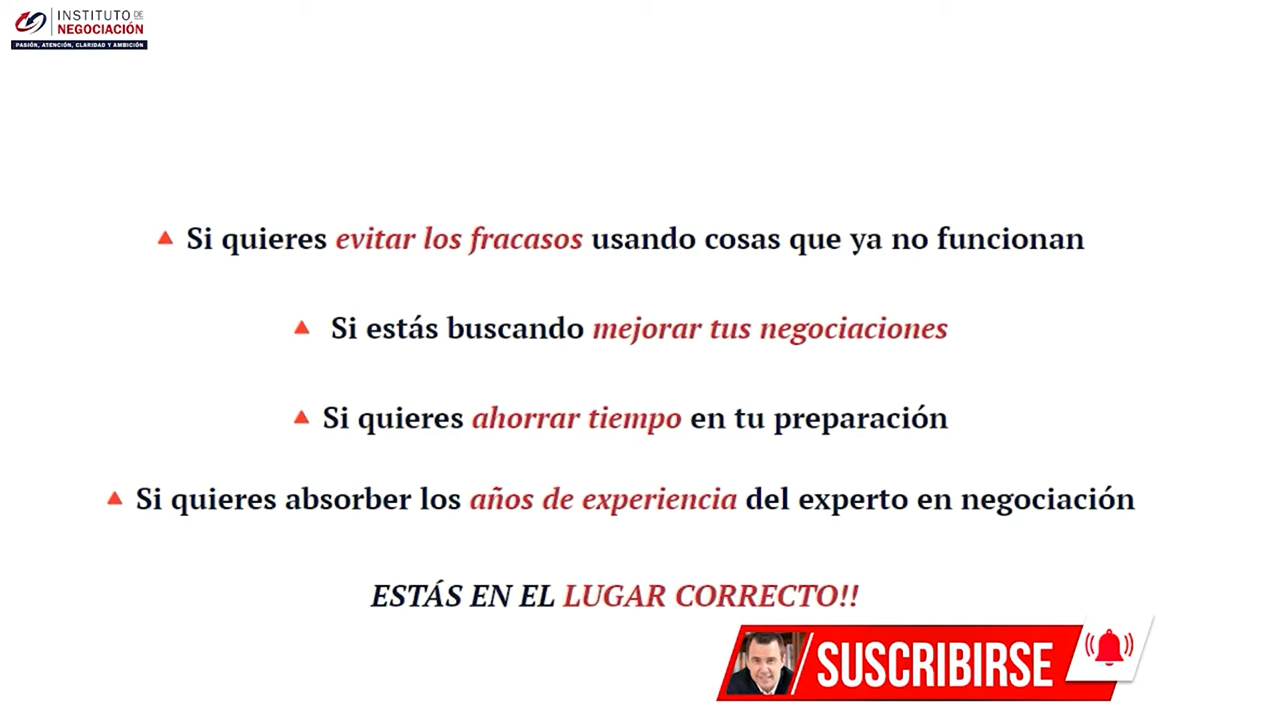 INSTITUTO DE
NEGOCIACIÓN
PASIÓN, ATENCIÓN, CLARIDAD Y AMBICIÓN
Si quieres evitar los fracasos usando cosas que ya no funcionan
Si estás buscando mejorar tus negociaciones
Si quieres ahorrar tiempo en tu preparación
Si quieres absorber los años de experiencia del experto en negociación
ESTÁS EN EL LUGAR CORRECTO!!
SUSCRIBIRSE